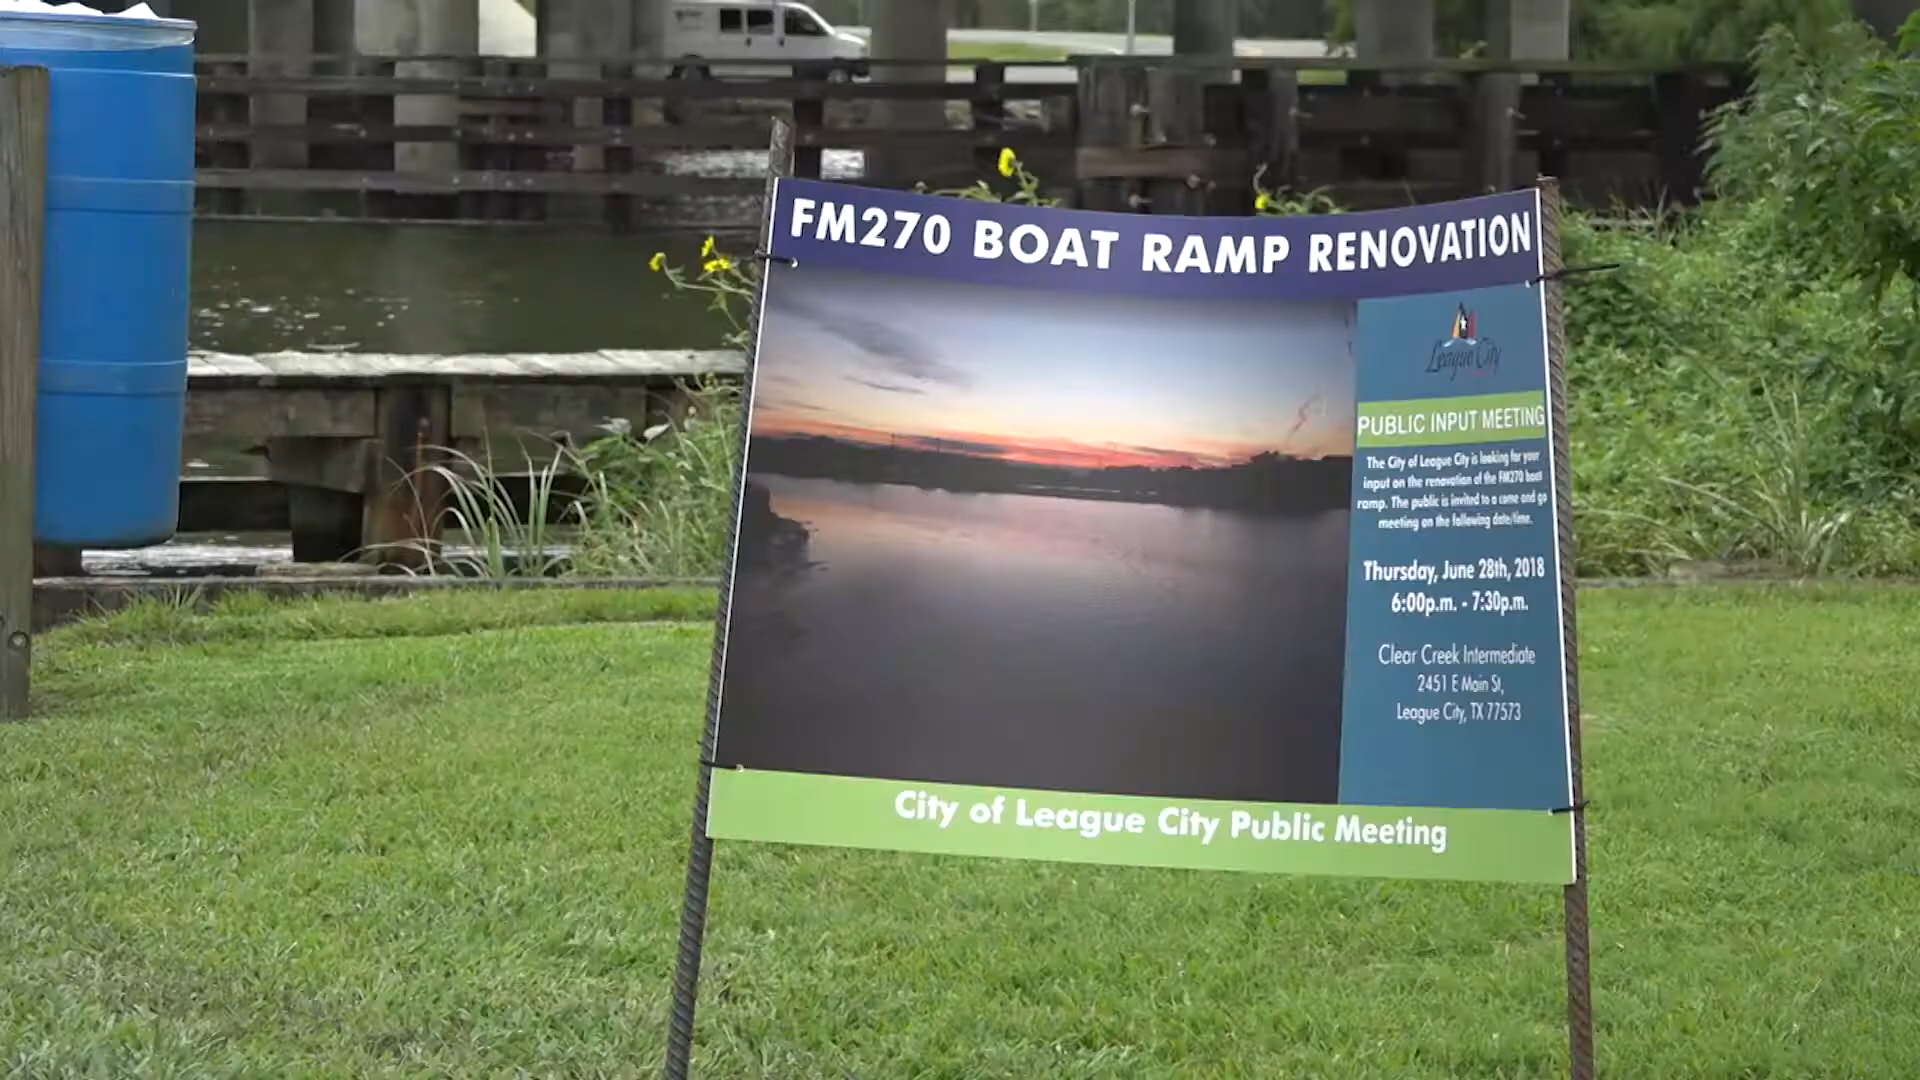 FM270 BOAT RAMP RENOVATION
League City
PUBLIC INPUT MEETING
The City of League City is looking for your
input on the renovation of the FM270 boat
ramp. The public is invited to a come and go
meeting on the following date/time.
Thursday, June 28th, 2018
6:00p.m. - 7:30p.m.
Clear Creek Intermediate
2451 E Main St,
League City, TX 77573
City of League City Public Meeting